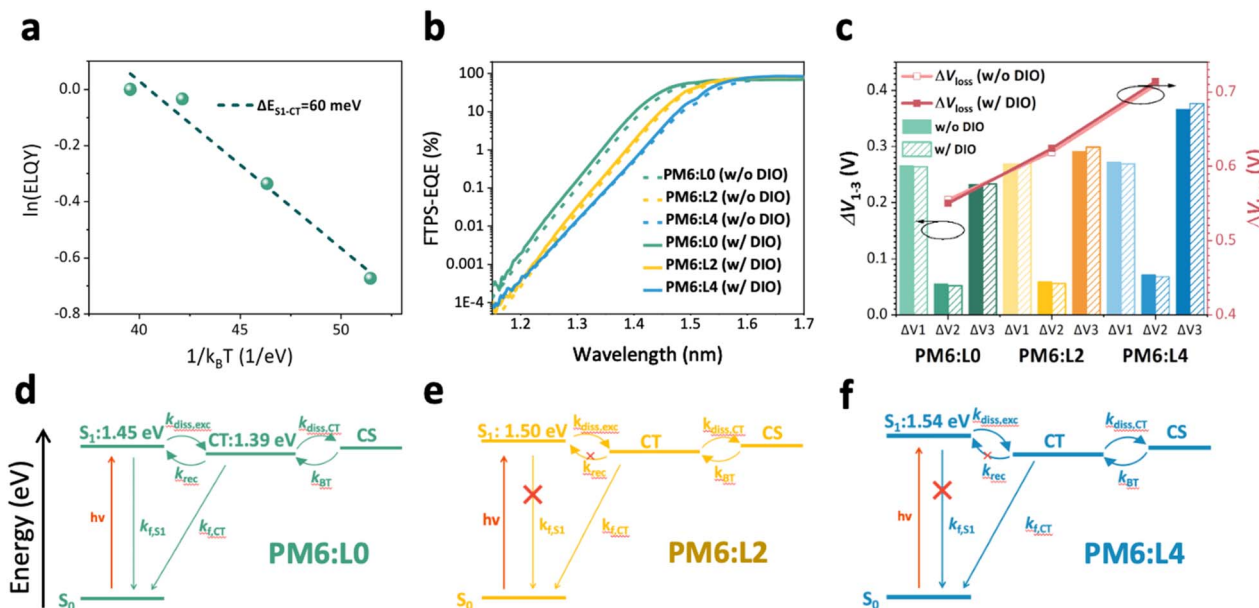 a
0.0
-0.2
-0.4
-0.6
-0.8
ln(ELQY)
ΔE_S1-CT=60 meV
40 45 50
1/k_BT (1/eV)
b
100
10
1
0.1
0.01
0.001
1E-4
FTPS-EQE (%)
PM6:L0 (w/o DIO)
PM6:L2 (w/o DIO)
PM6:L4 (w/o DIO)
PM6:L0 (w/ DIO)
PM6:L2 (w/ DIO)
PM6:L4 (w/ DIO)
1.2 1.3 1.4 1.5 1.6 1.7
Wavelength (nm)
c
0.4
0.3
0.2
0.1
0.0
ΔV_1-3 (V)
ΔV_loss (w/o DIO)
ΔV_loss (w/ DIO)
w/o DIO
w/ DIO
0.7
0.6
0.5
0.4
(V)
ΔV1 ΔV2 ΔV3 ΔV1 ΔV2 ΔV3 ΔV1 ΔV2 ΔV3
PM6:L0 PM6:L2 PM6:L4
Energy (eV)
d
S₁:1.45 eV
k_diss,exc
CT:1.39 eV
k_diss,CT
CS
k_rec
k_BT
hν
k_f,S1
k_f,CT
PM6:L0
S₀
e
S₁: 1.50 eV
k_diss,exc
CT
k_diss,CT
CS
k_rec
k_BT
hν
k_f,S1
k_f,CT
PM6:L2
S₀
f
S₁:1.54 eV
k_diss,exc
CT
k_diss,CT
CS
k_rec
k_BT
hν
k_f,S1
k_f,CT
PM6:L4
S₀